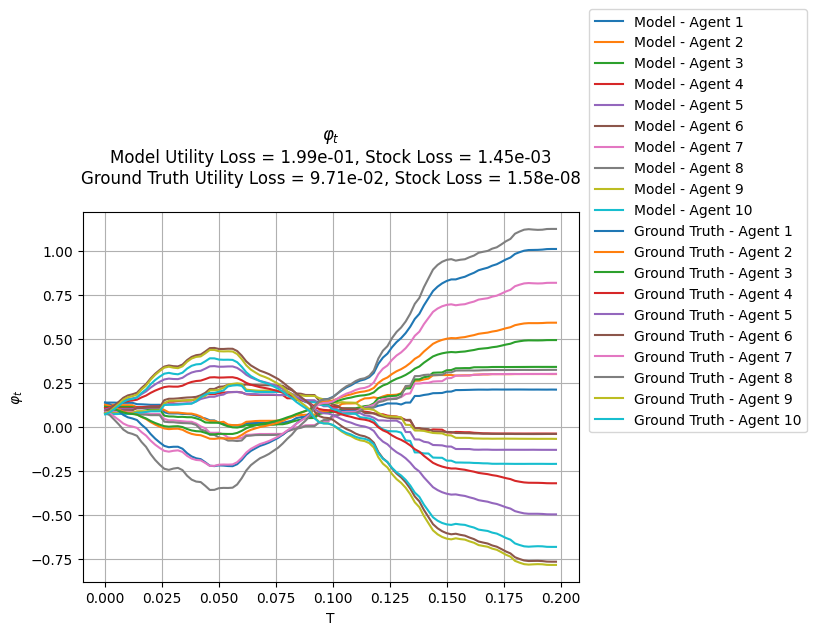 φt
Model Utility Loss = 1.99e-01, Stock Loss = 1.45e-03
Ground Truth Utility Loss = 9.71e-02, Stock Loss = 1.58e-08
1.00
0.75
0.50
0.25
0.00
−0.25
−0.50
−0.75
φt
0.000 0.025 0.050 0.075 0.100 0.125 0.150 0.175 0.200
T
Model - Agent 1
Model - Agent 2
Model - Agent 3
Model - Agent 4
Model - Agent 5
Model - Agent 6
Model - Agent 7
Model - Agent 8
Model - Agent 9
Model - Agent 10
Ground Truth - Agent 1
Ground Truth - Agent 2
Ground Truth - Agent 3
Ground Truth - Agent 4
Ground Truth - Agent 5
Ground Truth - Agent 6
Ground Truth - Agent 7
Ground Truth - Agent 8
Ground Truth - Agent 9
Ground Truth - Agent 10